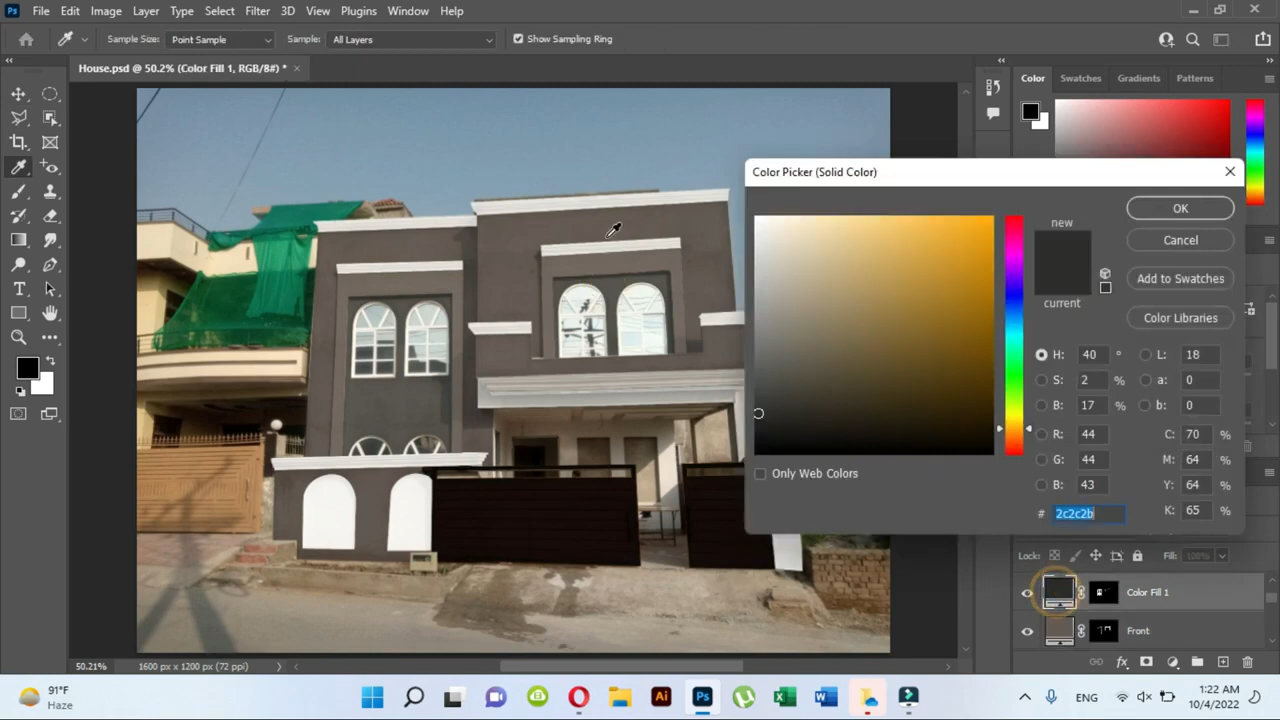 Ps File Edit Image Layer Type Select Filter 3D View Plugins Window Help
Sample Size: Point Sample Sample: All Layers Show Sampling Ring
House.psd @ 50.2% (Color Fill 1, RGB/8#) * ×
Color Swatches Gradients Patterns
Color Picker (Solid Color)
OK
new
Cancel
Add to Swatches
current
Color Libraries
H: 40 ° L: 18
S: 2 % a: 0
B: 17 % b: 0
R: 44 C: 70 %
G: 44 M: 64 %
B: 43 Y: 64 %
Only Web Colors
# 2c2c2b K: 65 %
Lock: Fill: 100%
Color Fill 1
Front
50.21% 1600 px x 1200 px (72 ppi)
91°F
Haze
Ai Ps
ENG
1:22 AM
10/4/2022